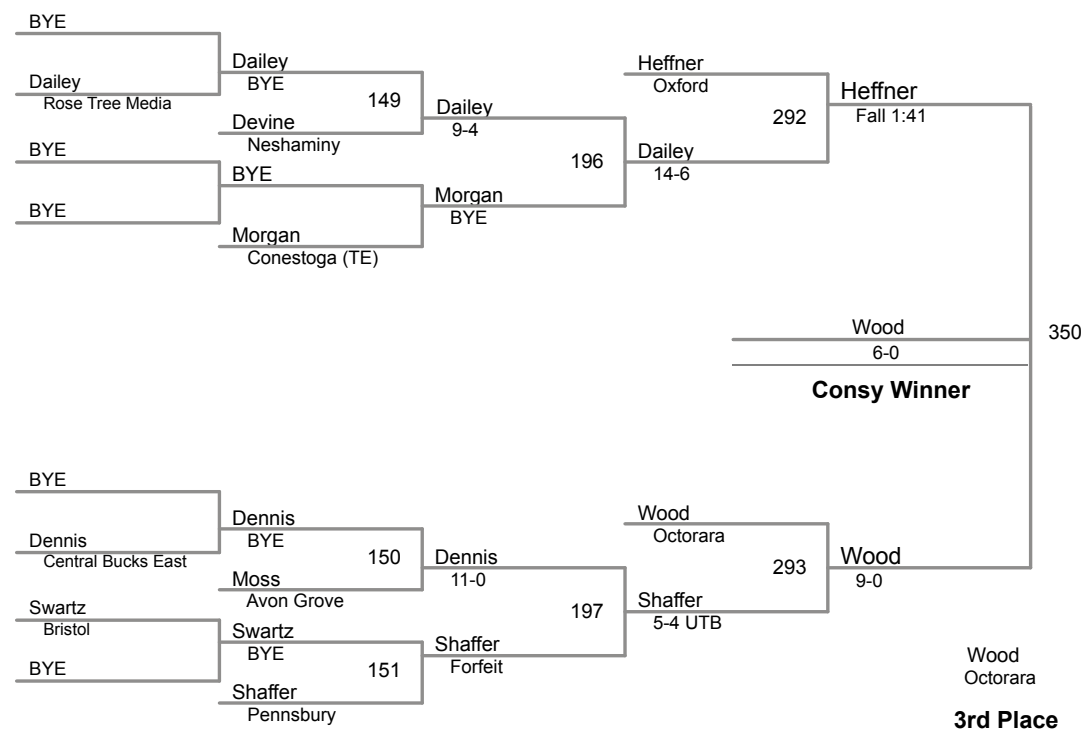 BYE
Dailey
Rose Tree Media
BYE
BYE
Dailey
BYE
149
Devine
Neshaminy
BYE
Morgan
Conestoga (TE)
Dailey
9-4
196
Morgan
BYE
Heffner
Oxford
292
Dailey
14-6
Heffner
Fall 1:41
Wood
6-0
Consy Winner
350
BYE
Dennis
Central Bucks East
Swartz
Bristol
BYE
Dennis
BYE
150
Moss
Avon Grove
Swartz
BYE
151
Shaffer
Pennsbury
Dennis
11-0
197
Shaffer
Forfeit
Wood
Octorara
293
Shaffer
5-4 UTB
Wood
9-0
Wood
Octorara
3rd Place